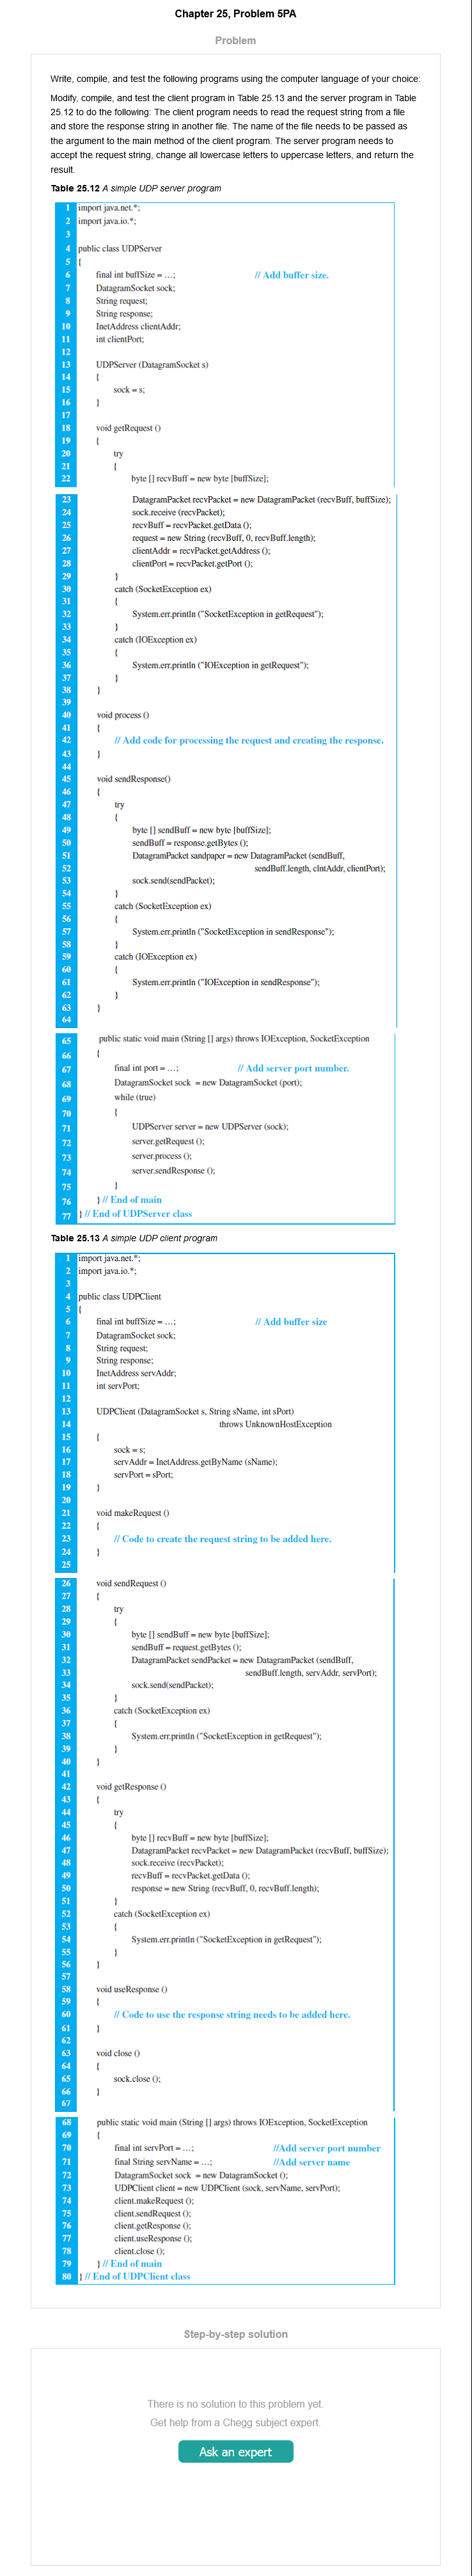 Chapter 25, Problem 5PA
Problem
Write, compile, and test the following programs using the computer language of your choice:
Modify, compile, and test the client program in Table 25.13 and the server program in Table
25.12 to do the following: The client program needs to read the request string from a file
and store the response string in another file. The name of the file needs to be passed as
the argument to the main method of the client program. The server program needs to
accept the request string, change all lowercase letters to uppercase letters, and return the
result.
Table 25.12 A simple UDP server program
1 import java.net.*;
2 import java.io.*;
3
4 public class UDPServer
5 {
6 final int buffSize = ...; // Add buffer size.
7 DatagramSocket sock;
8 String request;
9 String response;
10 InetAddress clientAddr;
11 int clientPort;
12
13 UDPServer (DatagramSocket s)
14 {
15 sock = s;
16 }
17
18 void getRequest ()
19 {
20 try
21 {
22 byte [] recvBuff = new byte [buffSize];
23 DatagramPacket recvPacket = new DatagramPacket (recvBuff, buffSize);
24 sock.receive (recvPacket);
25 recvBuff = recvPacket.getData ();
26 request = new String (recvBuff, 0, recvBuff.length);
27 clientAddr = recvPacket.getAddress ();
28 clientPort = recvPacket.getPort ();
29 }
30 catch (SocketException ex)
31 {
32 System.err.println ("SocketException in getRequest");
33 }
34 catch (IOException ex)
35 {
36 System.err.println ("IOException in getRequest");
37 }
38 }
39
40 void process ()
41 {
42 // Add code for processing the request and creating the response.
43 }
44
45 void sendResponse()
46 {
47 try
48 {
49 byte [] sendBuff = new byte [buffSize];
50 sendBuff = response.getBytes ();
51 DatagramPacket sandpaper = new DatagramPacket (sendBuff,
52 sendBuff.length, clntAddr, clientPort);
53 sock.send(sendPacket);
54 }
55 catch (SocketException ex)
56 {
57 System.err.println ("SocketException in sendResponse");
58 }
59 catch (IOException ex)
60 {
61 System.err.println ("IOException in sendResponse");
62 }
63 }
64
65 public static void main (String [] args) throws IOException, SocketException
66 {
67 final int port = ...; // Add server port number.
68 DatagramSocket sock = new DatagramSocket (port);
69 while (true)
70 {
71 UDPServer server = new UDPServer (sock);
72 server.getRequest ();
73 server.process ();
74 server.sendResponse ();
75 }
76 } // End of main
77 } // End of UDPServer class
Table 25.13 A simple UDP client program
1 import java.net.*;
2 import java.io.*;
3
4 public class UDPClient
5 {
6 final int buffSize = ...; // Add buffer size
7 DatagramSocket sock;
8 String request;
9 String response;
10 InetAddress servAddr;
11 int servPort;
12
13 UDPClient (DatagramSocket s, String sName, int sPort)
14 throws UnknownHostException
15 {
16 sock = s;
17 servAddr = InetAddress.getByName (sName);
18 servPort = sPort;
19 }
20
21 void makeRequest ()
22 {
23 // Code to create the request string to be added here.
24 }
25
26 void sendRequest ()
27 {
28 try
29 {
30 byte [] sendBuff = new byte [buffSize];
31 sendBuff = request.getBytes ();
32 DatagramPacket sendPacket = new DatagramPacket (sendBuff,
33 sendBuff.length, servAddr, servPort);
34 sock.send(sendPacket);
35 }
36 catch (SocketException ex)
37 {
38 System.err.println ("SocketException in getRequest");
39 }
40 }
41
42 void getResponse ()
43 {
44 try
45 {
46 byte [] recvBuff = new byte [buffSize];
47 DatagramPacket recvPacket = new DatagramPacket (recvBuff, buffSize);
48 sock.receive (recvPacket);
49 recvBuff = recvPacket.getData ();
50 response = new String (recvBuff, 0, recvBuff.length);
51 }
52 catch (SocketException ex)
53 {
54 System.err.println ("SocketException in getRequest");
55 }
56 }
57
58 void useResponse ()
59 {
60 // Code to use the response string needs to be added here.
61 }
62
63 void close ()
64 {
65 sock.close ();
66 }
67
68 public static void main (String [] args) throws IOException, SocketException
69 {
70 final int servPort = ...; //Add server port number
71 final String servName = ...; //Add server name
72 DatagramSocket sock = new DatagramSocket ();
73 UDPClient client = new UDPClient (sock, servName, servPort);
74 client.makeRequest ();
75 client.sendRequest ();
76 client.getResponse ();
77 client.useResponse ();
78 client.close ();
79 } // End of main
80 } // End of UDPClient class
Step-by-step solution
There is no solution to this problem yet.
Get help from a Chegg subject expert.
Ask an expert